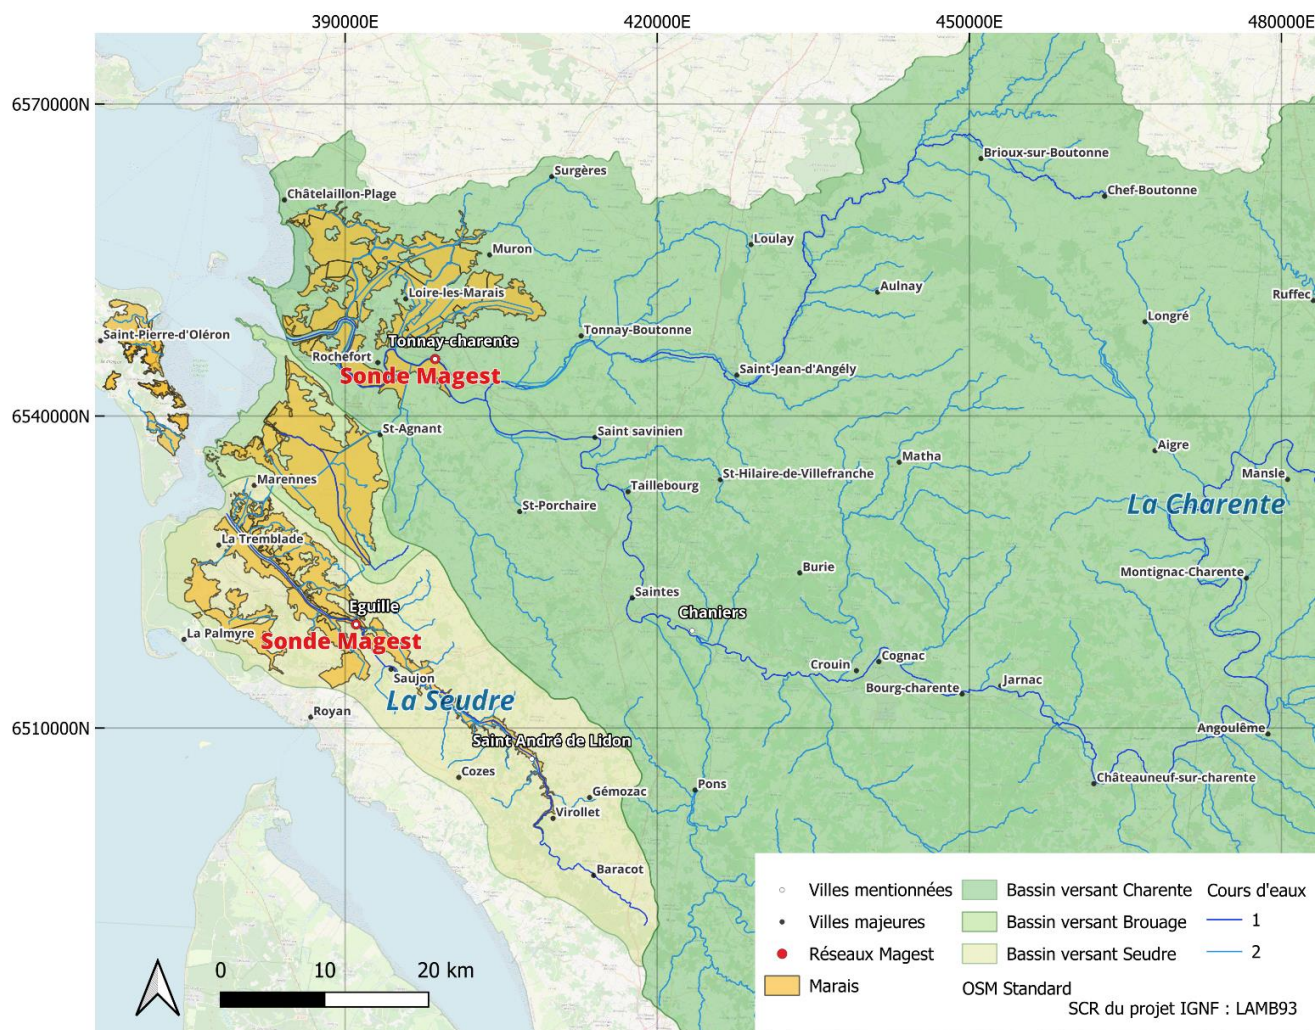 390000E
420000E
450000E
480000E
6570000N
6540000N
6510000N
Brioux-sur-Boutonne
Surgères
Châtelaillon-Plage
Chef-Boutonne
Muron
Loulay
Loire-les-Marais
Aulnay
Ruffec
Longré
Saint-Pierre-d'Oléron
Tonnay-charente
Tonnay-Boutonne
Rochefort
Sonde Magest
Saint-Jean-d'Angély
St-Agnant
Saint savinien
Aigre
Matha
Marennes
St-Hilaire-de-Villefranche
Mansle
Taillebourg
La Charente
St-Porchaire
La Tremblade
Burie
Montignac-Charente
Eguille
Saintes
Chaniers
La Palmyre
Sonde Magest
Crouin
Cognac
Saujon
Bourg-charente
Jarnac
La Seudre
Royan
Angoulême
Saint André de Lidon
Cozes
Gémozac
Pons
Châteauneuf-sur-charente
Virollet
Baracot
Villes mentionnées
Bassin versant Charente
Cours d'eaux
Villes majeures
Bassin versant Brouage
1
Réseaux Magest
Bassin versant Seudre
2
Marais
OSM Standard
SCR du projet IGNF : LAMB93
0
10
20 km